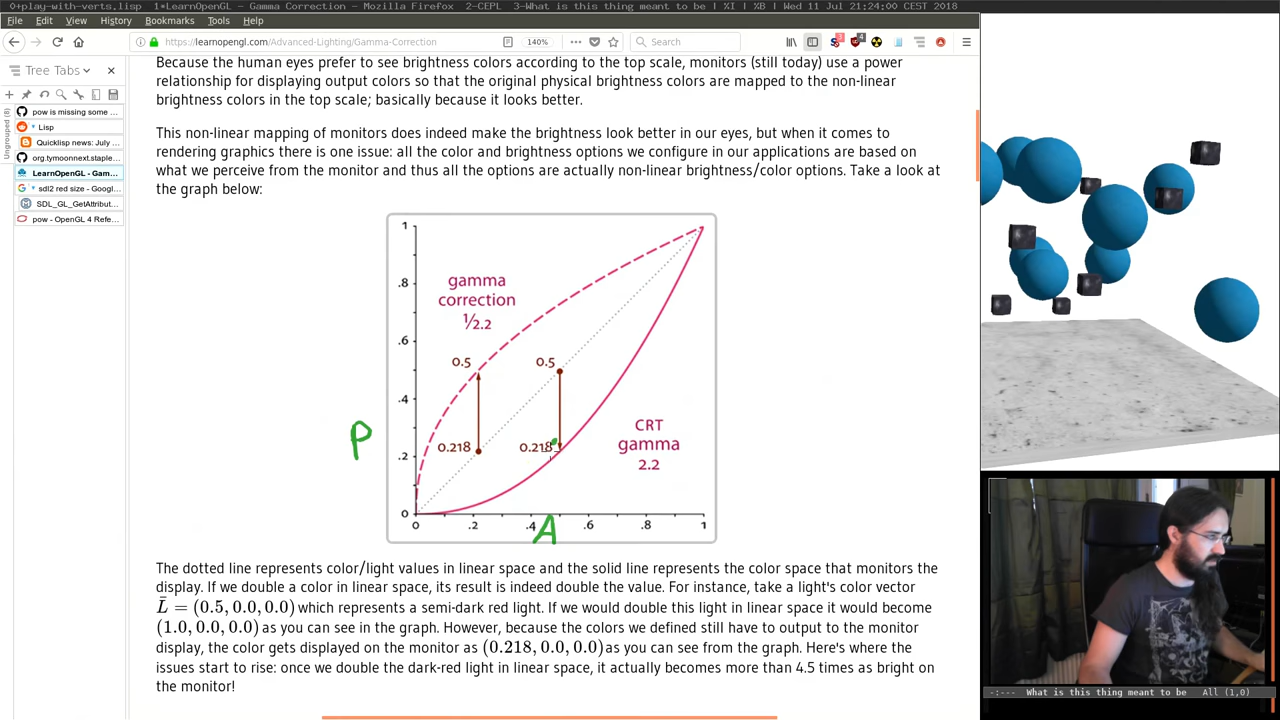 0+play-with-verts.lisp 1*LearnOpenGL - Gamma Correction - Mozilla Firefox 2-CEPL 3-What is this thing meant to be | %I | %B | Wed 11 Jul 21:24:00 CEST 2018
File Edit View History Bookmarks Tools Help
https://learnopengl.com/Advanced-Lighting/Gamma-Correction
140%
Search
Tree Tabs
Ungrouped (8)
pow is missing some ...
Lisp
Quicklisp news: July ...
org.tymoonnext.staple...
LearnOpenGL - Gam...
sdl2 red size - Googl...
SDL_GL_GetAttribut...
pow - OpenGL 4 Refe...
Because the human eyes prefer to see brightness colors according to the top scale, monitors (still today) use a power
relationship for displaying output colors so that the original physical brightness colors are mapped to the non-linear
brightness colors in the top scale; basically because it looks better.
This non-linear mapping of monitors does indeed make the brightness look better in our eyes, but when it comes to
rendering graphics there is one issue: all the color and brightness options we configure in our applications are based on
what we perceive from the monitor and thus all the options are actually non-linear brightness/color options. Take a look at
the graph below:
1
.8
.6
.4
.2
0
gamma
correction
1/2.2
0.5
0.5
0.218
0.218
CRT
gamma
2.2
0 .2 .4 .6 .8 1
P
A
The dotted line represents color/light values in linear space and the solid line represents the color space that monitors the
display. If we double a color in linear space, its result is indeed double the value. For instance, take a light's color vector
L̄ = (0.5, 0.0, 0.0) which represents a semi-dark red light. If we would double this light in linear space it would become
(1.0, 0.0, 0.0) as you can see in the graph. However, because the colors we defined still have to output to the monitor
display, the color gets displayed on the monitor as (0.218, 0.0, 0.0) as you can see from the graph. Here's where the
issues start to rise: once we double the dark-red light in linear space, it actually becomes more than 4.5 times as bright on
the monitor!
-:--- What is this thing meant to be All (1,0)